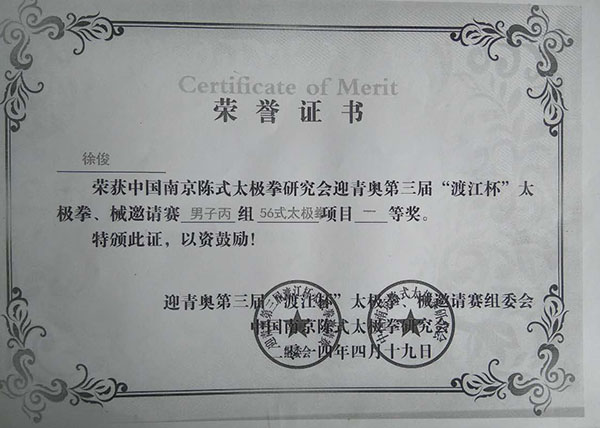 Certificate of Merit
荣誉证书
徐俊
荣获中国南京陈式太极拳研究会迎青奥第三届“渡江杯”太
极拳、械邀请赛 男子丙 组 56式太极拳 项目 一 等奖。
特颁此证，以资鼓励！
迎青奥第三届“渡江杯”太极拳、械邀请赛组委会
中国南京陈式太极拳研究会
二零一四年四月十九日